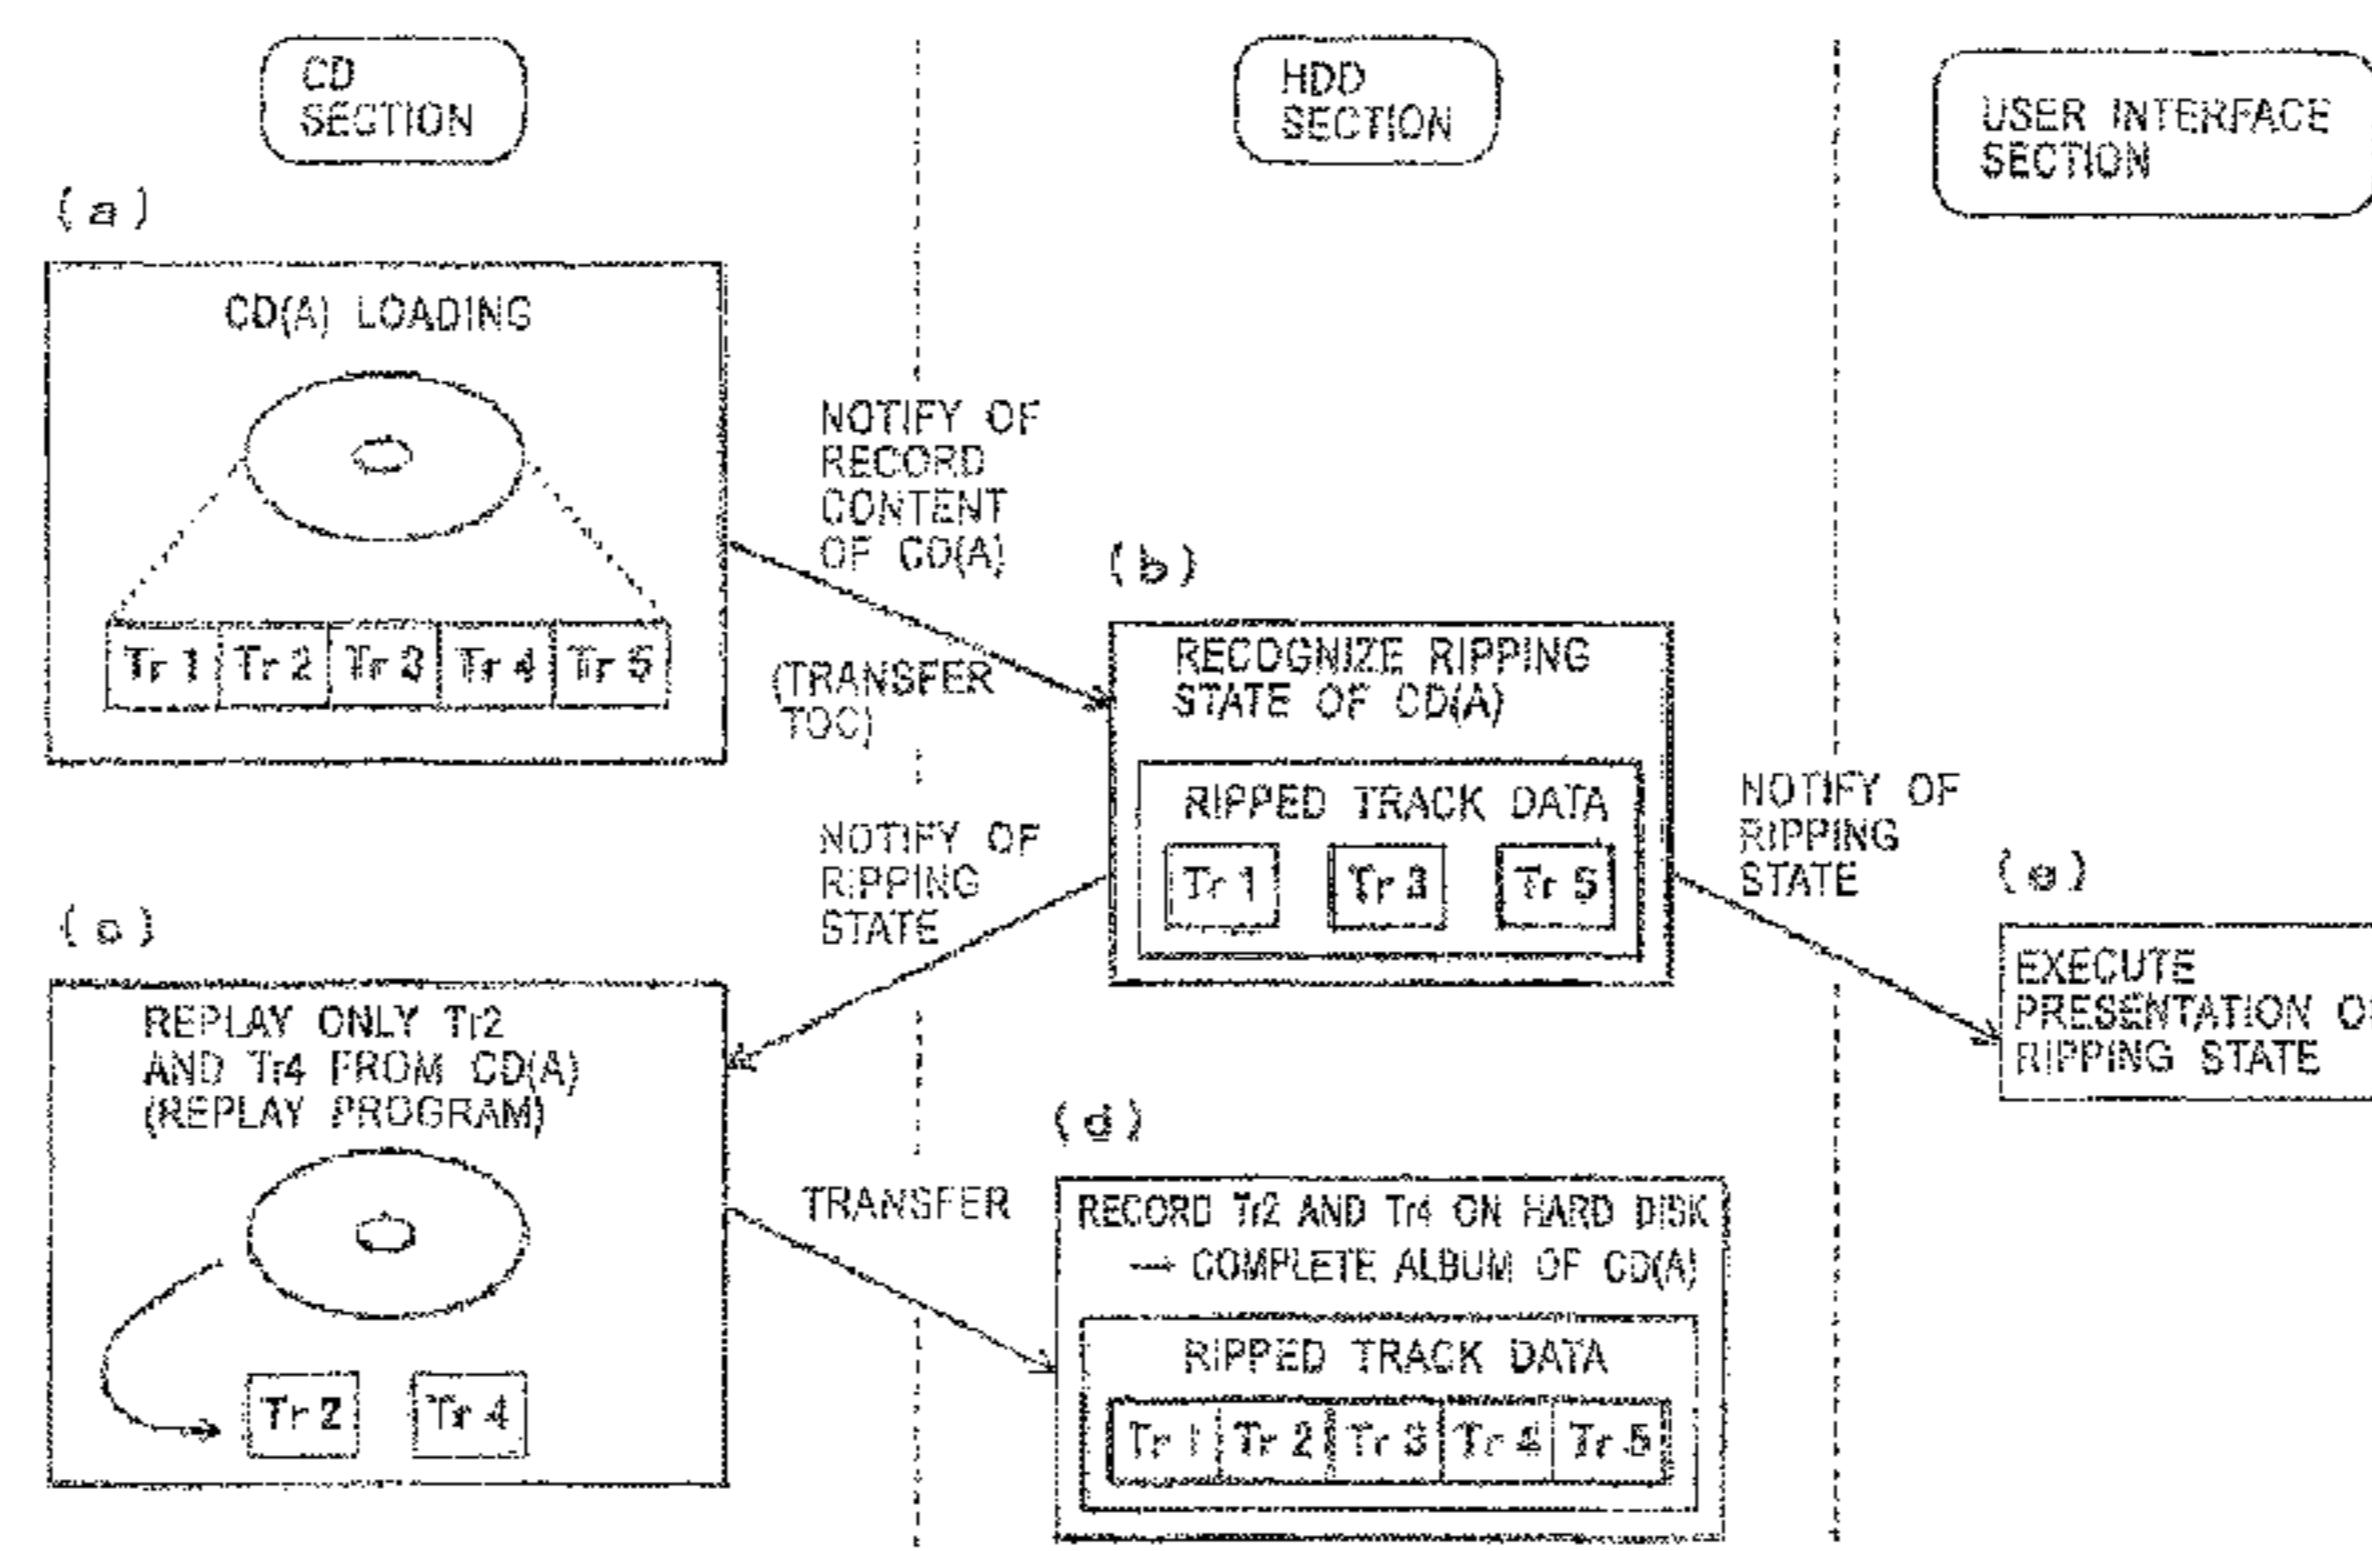 CD
SECTION
HDD
SECTION
USER INTERFACE
SECTION
(a)
CD(A) LOADING
Tr 1 Tr 2 Tr 3 Tr 4 Tr 5
NOTIFY OF
RECORD
CONTENT
OF CD(A)
(TRANSFER
TOC)
(b)
RECOGNIZE RIPPING
STATE OF CD(A)
RIPPED TRACK DATA
Tr 1 Tr 3 Tr 5
NOTIFY OF
RIPPING
STATE
NOTIFY OF
RIPPING
STATE
(c)
REPLAY ONLY Tr2
AND Tr4 FROM CD(A)
(REPLAY PROGRAM)
Tr 2 Tr 4
TRANSFER
(d)
RECORD Tr2 AND Tr4 ON HARD DISK
→ COMPLETE ALBUM OF CD(A)
RIPPED TRACK DATA
Tr 1 Tr 2 Tr 3 Tr 4 Tr 5
(e)
EXECUTE
PRESENTATION
RIPPING STATE